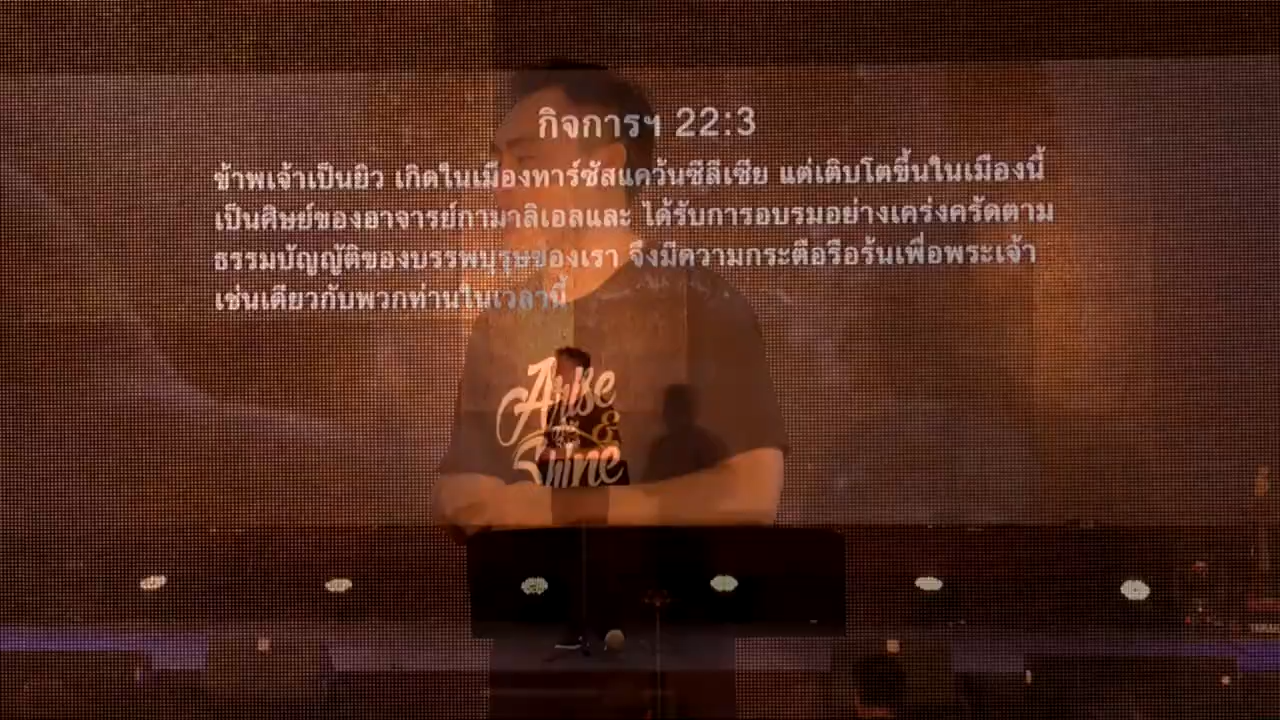 กิจการฯ 22:3
ข้าพเจ้าเป็นยิว เกิดในเมืองทาร์ซัสแคว้นซีลีเซีย แต่เติบโตขึ้นในเมืองนี้
เป็นศิษย์ของอาจารย์กามาลิเอลและ ได้รับการอบรมอย่างเคร่งครัดตาม
ธรรมบัญญัติของบรรพบุรุษของเรา จึงมีความกระตือรือร้นเพื่อพระเจ้า
เช่นเดียวกับพวกท่านในเวลานี้
Arise
&
Shine